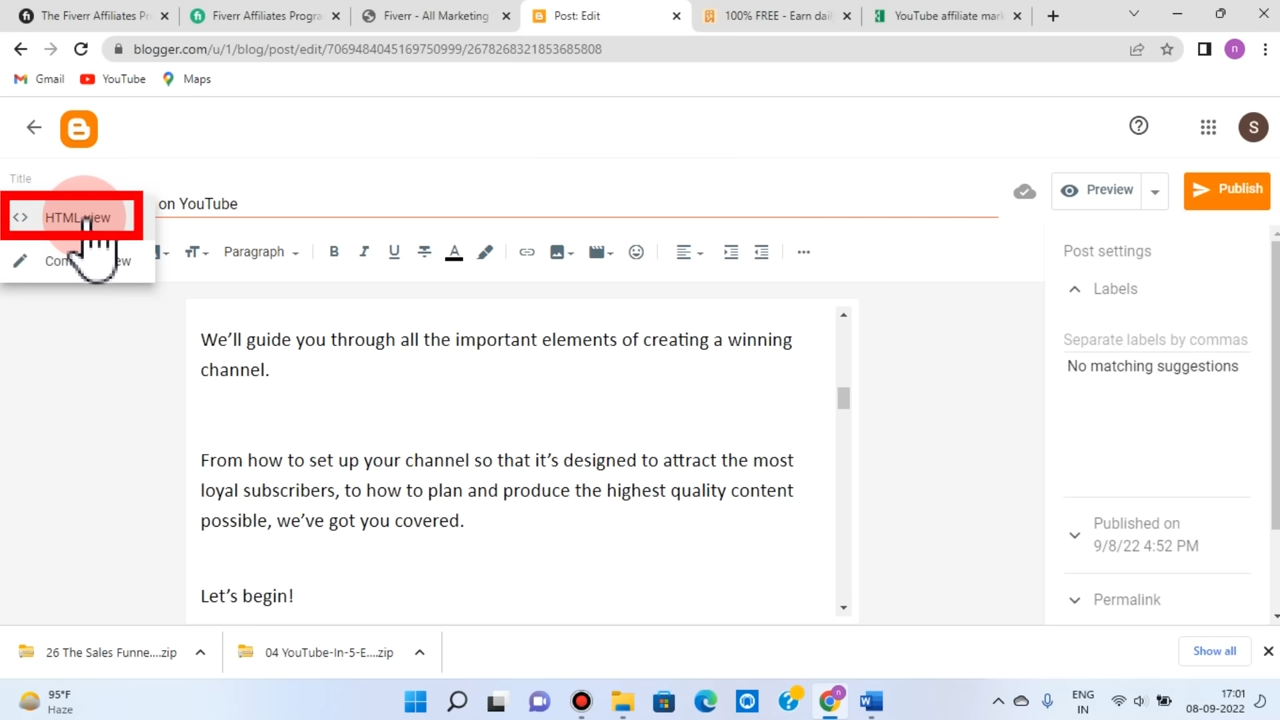 The Affiliates Pr
Fiverr Affiliates Progra
Fiverr - All Marketing
Post: Edit
100% FREE - Earn dail
YouTube affiliate mark
blogger.com/u/1/blog/post/edit/7069484045169750999/2678268321853685808
n
Gmail
YouTube
Maps
S
Title
on YouTube
Preview
Publish
HTML view
Paragraph
B
I
U
A
We’ll guide you through all the important elements of creating a winning
channel.
From how to set up your channel so that it’s designed to attract the most
loyal subscribers, to how to plan and produce the highest quality content
possible, we’ve got you covered.
Let’s begin!
Post settings
Labels
Separate labels by commas
No matching suggestions
Published on
9/8/22 4:52 PM
Permalink
26 The Sales Funne....zip
04 YouTube-In-5-E....zip
Show all
95°F
Haze
ENG
IN
17:01
08-09-2022